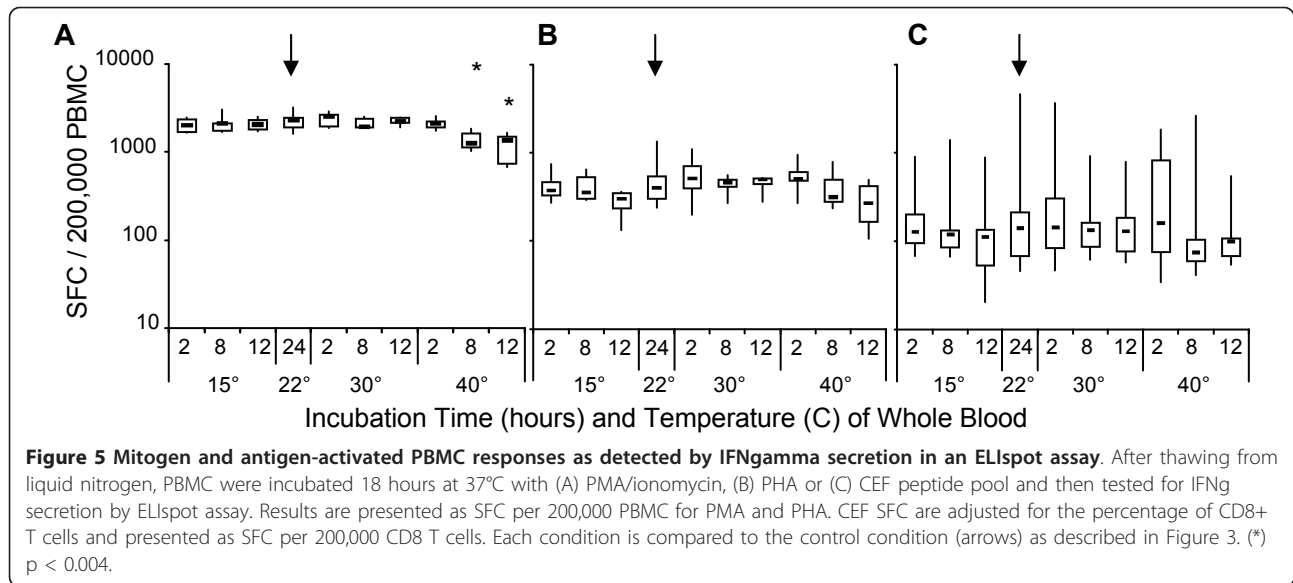 A
B
C
*
*
SFC / 200,000 PBMC
10000
1000
100
10
2 8 12 24 2 8 12 2 8 12
15° 22° 30° 40°
2 8 12 24 2 8 12 2 8 12
15° 22° 30° 40°
2 8 12 24 2 8 12 2 8 12
15° 22° 30° 40°
Incubation Time (hours) and Temperature (C) of Whole Blood
Figure 5 Mitogen and antigen-activated PBMC responses as detected by IFNgamma secretion in an ELIspot assay. After thawing from
liquid nitrogen, PBMC were incubated 18 hours at 37°C with (A) PMA/ionomycin, (B) PHA or (C) CEF peptide pool and then tested for IFNg
secretion by ELIspot assay. Results are presented as SFC per 200,000 PBMC for PMA and PHA. CEF SFC are adjusted for the percentage of CD8+
T cells and presented as SFC per 200,000 CD8 T cells. Each condition is compared to the control condition (arrows) as described in Figure 3. (*)
p < 0.004.